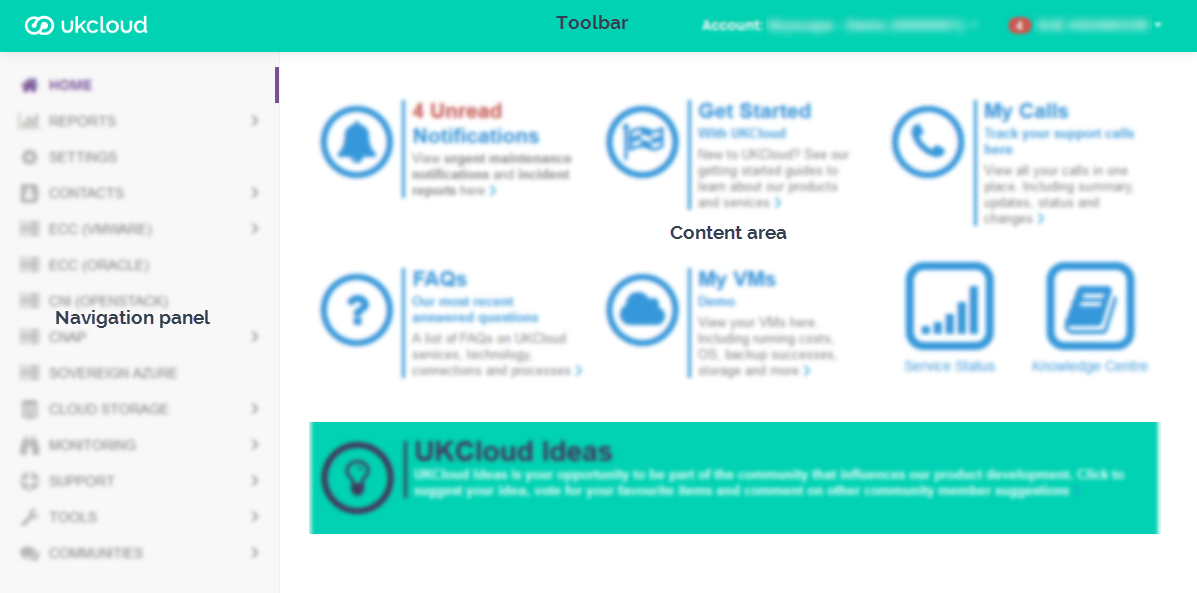 ukcloud
Toolbar
Account:
4
HOME
REPORTS
SETTINGS
CONTACTS
ECC (VMWARE)
ECC (ORACLE)
CNI (OPENSTACK)
Navigation panel
CNAP
SOVEREIGN AZURE
CLOUD STORAGE
MONITORING
SUPPORT
TOOLS
COMMUNITIES
4 Unread
Notifications
View urgent maintenance
notifications and incident
reports here
Get Started
With UKCloud
New to UKCloud? See our
getting started guides to
learn about our products
and services
My Calls
Track your support calls
here
View all your calls in one
place. Including summary,
updates, status and
changes
Content area
FAQs
Our most recent
answered questions
A list of FAQs on UKCloud
services, technology,
connections and processes
My VMs
Demo
View your VMs here.
Including running costs,
OS, backup successes,
storage and more
Service Status
Knowledge Centre
UKCloud Ideas
UKCloud Ideas is your opportunity to be part of the community that influences our product development. Click to
suggest your idea, vote for your favourite items and comment on other community member suggestions